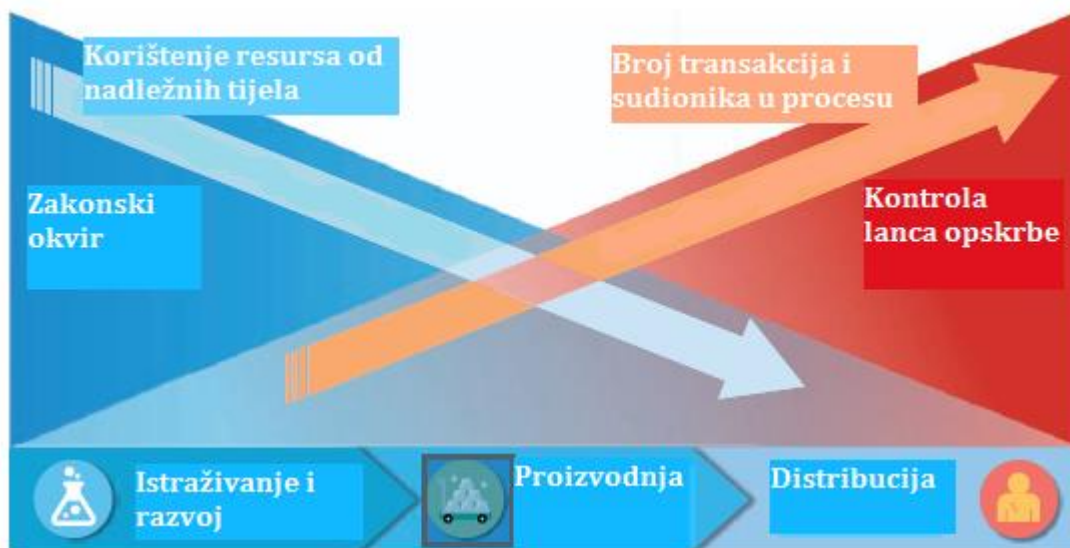 Korištenje resursa od
nadležnih tijela
Broj transakcija i
sudionika u procesu
Zakonski
okvir
Kontrola
lanca opskrbe
Istraživanje i
razvoj
Proizvodnja
Distribucija